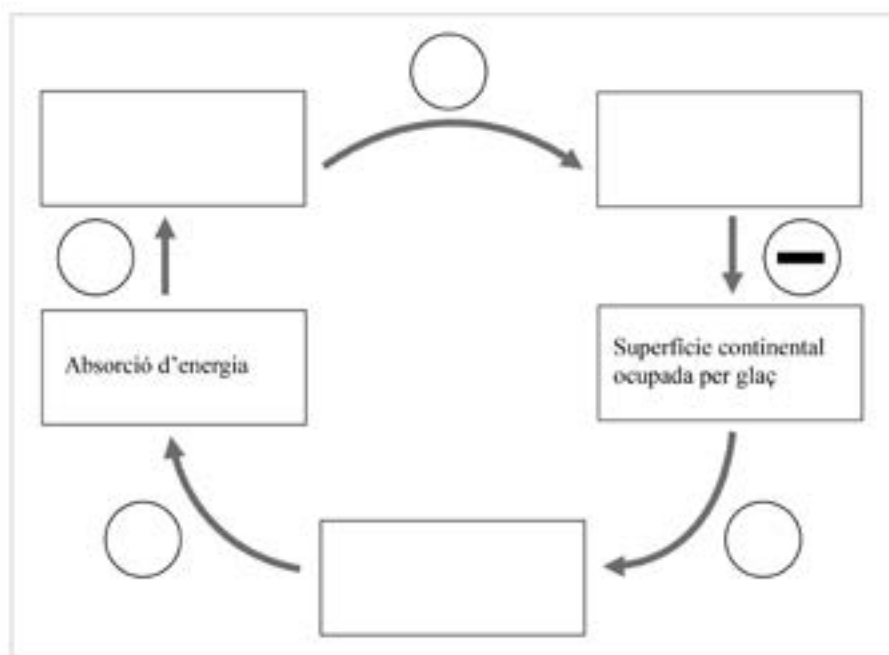 Absorció d'energia
Superfície continental
ocupada per glaç